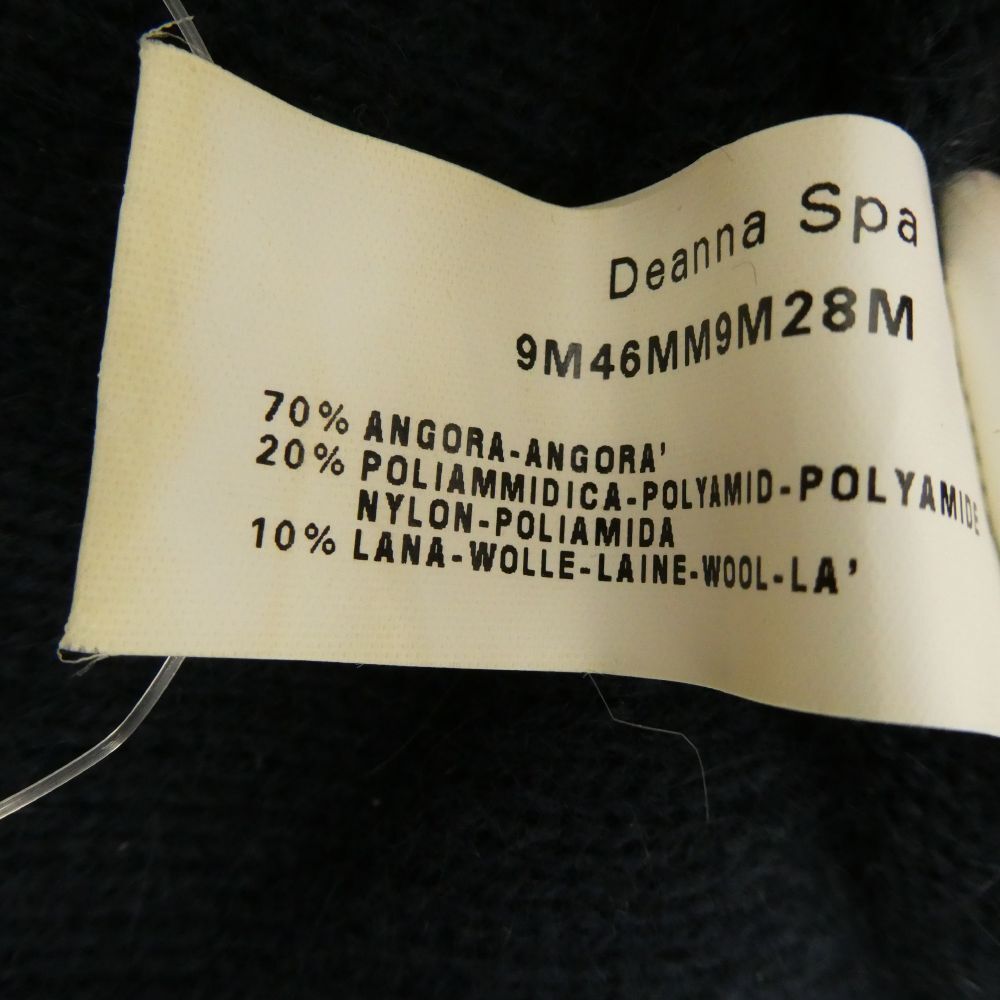 Deanna Spa
9M46MM9M28M
70% ANGORA-ANGORA'
20% POLIAMMIDICA-POLYAMID-POLYAMIDE
NYLON-POLIAMIDA
10% LANA-WOLLE-LAINE-WOOL-LA'